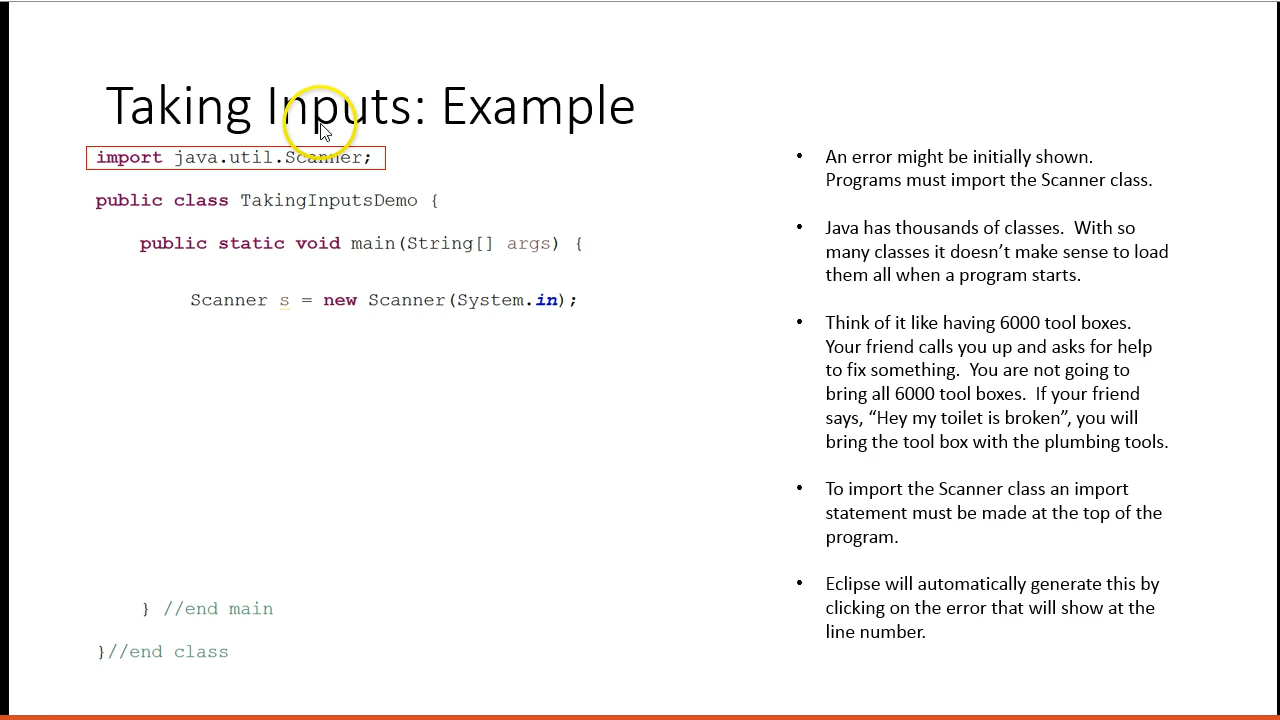 Taking Inputs: Example
import java.util.Scanner;
public class TakingInputsDemo {
public static void main(String[] args) {
Scanner s = new Scanner(System.in);
} //end main
}//end class
• An error might be initially shown.
Programs must import the Scanner class.
• Java has thousands of classes. With so
many classes it doesn’t make sense to load
them all when a program starts.
• Think of it like having 6000 tool boxes.
Your friend calls you up and asks for help
to fix something. You are not going to
bring all 6000 tool boxes. If your friend
says, “Hey my toilet is broken”, you will
bring the tool box with the plumbing tools.
• To import the Scanner class an import
statement must be made at the top of the
program.
• Eclipse will automatically generate this by
clicking on the error that will show at the
line number.